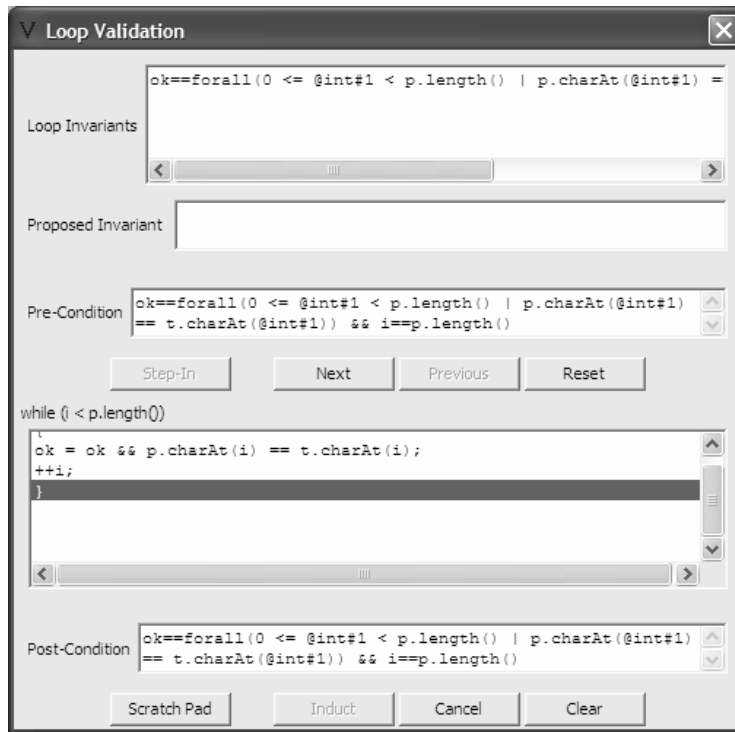 Loop Validation
ok==forall(0 <= @int#1 < p.length() | p.charAt(@int#1) =
Loop Invariants
Proposed Invariant
Pre-Condition
ok==forall(0 <= @int#1 < p.length() | p.charAt(@int#1)
== t.charAt(@int#1)) && i==p.length()
Step-In Next Previous Reset
while (i < p.length())
{
ok = ok && p.charAt(i) == t.charAt(i);
++i;
}
Post-Condition
ok==forall(0 <= @int#1 < p.length() | p.charAt(@int#1)
== t.charAt(@int#1)) && i==p.length()
Scratch Pad Induct Cancel Clear